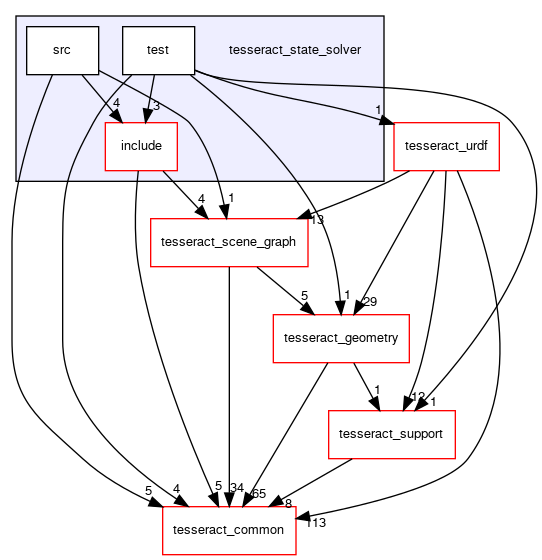 src
test
tesseract_state_solver
4
3
1
include
tesseract_urdf
4
1
13
tesseract_scene_graph
5
1
29
tesseract_geometry
1
12
1
tesseract_support
5
4
5
34
65
8
113
tesseract_common